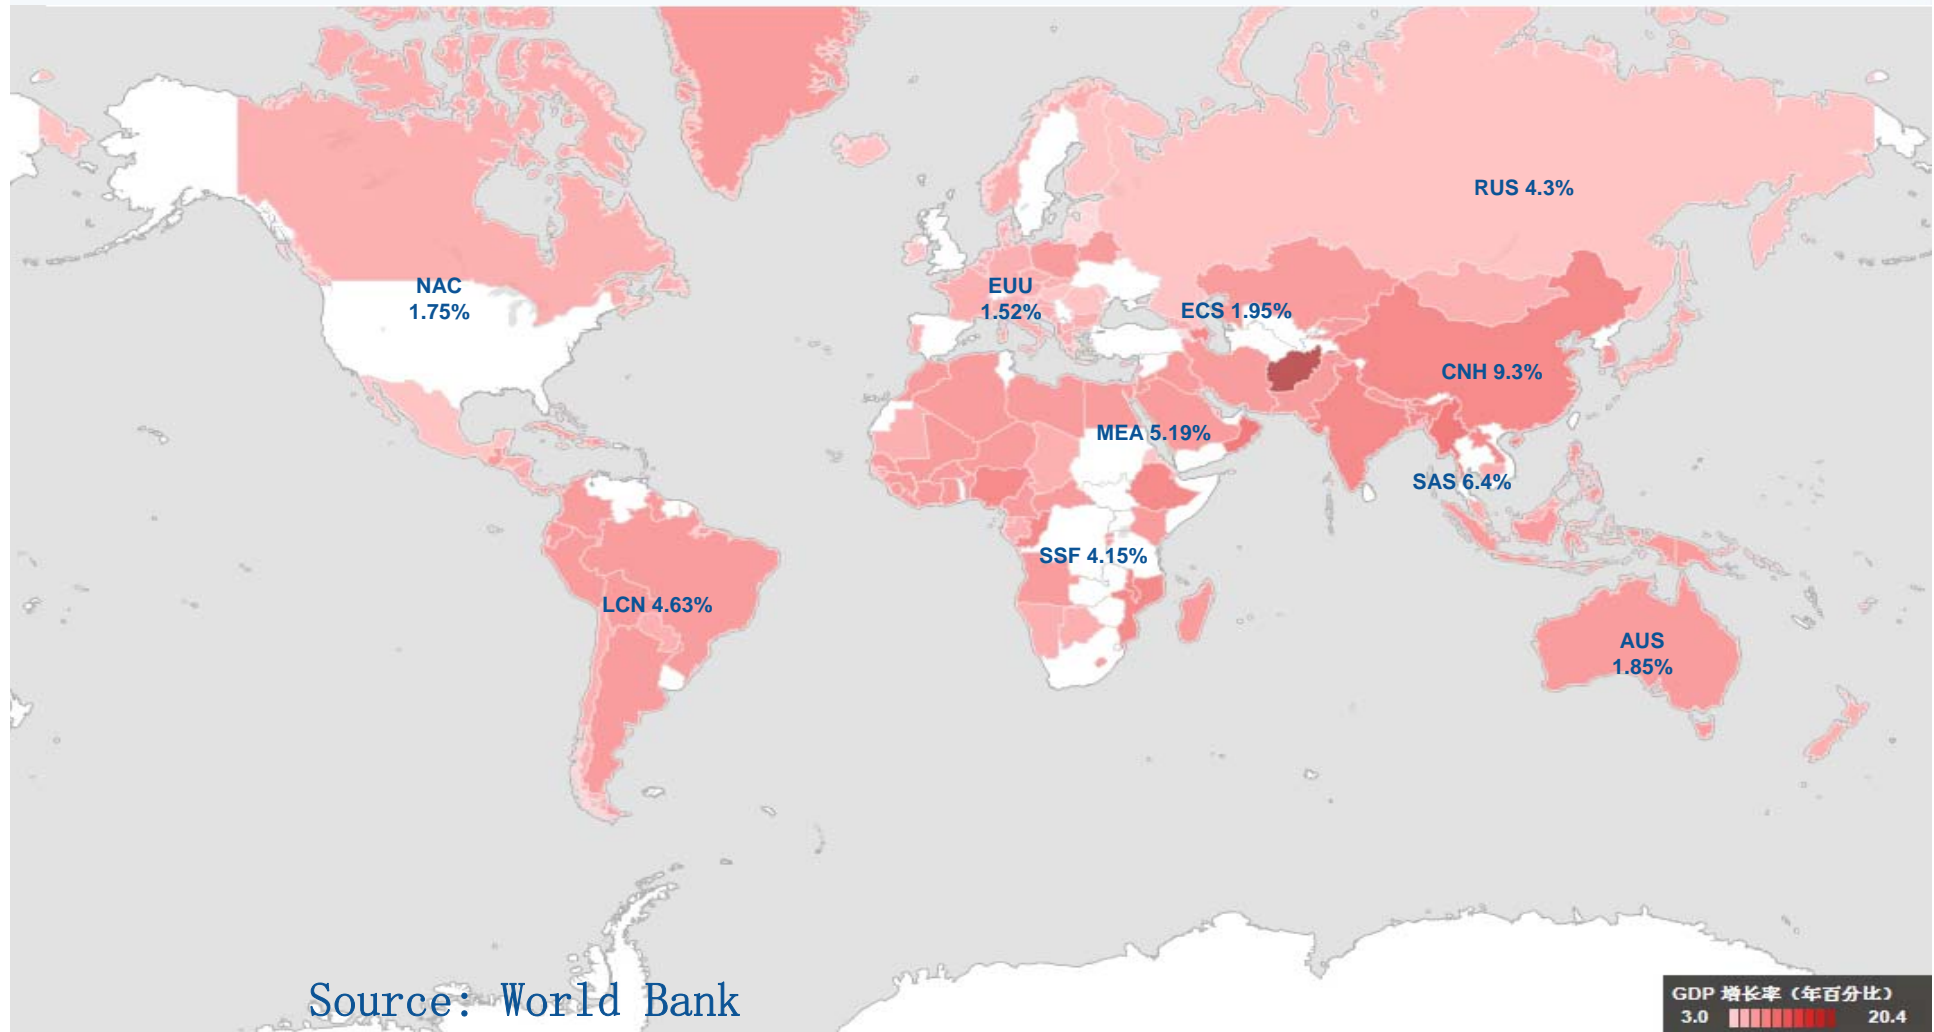 RUS 4.3%
NAC
1.75%
EUU
1.52%
ECS 1.95%
CNH 9.3%
MEA 5.19%
SAS 6.4%
SSF 4.15%
LCN 4.63%
AUS
1.85%
Source: World Bank
GDP 增长率（年百分比）
3.0 20.4